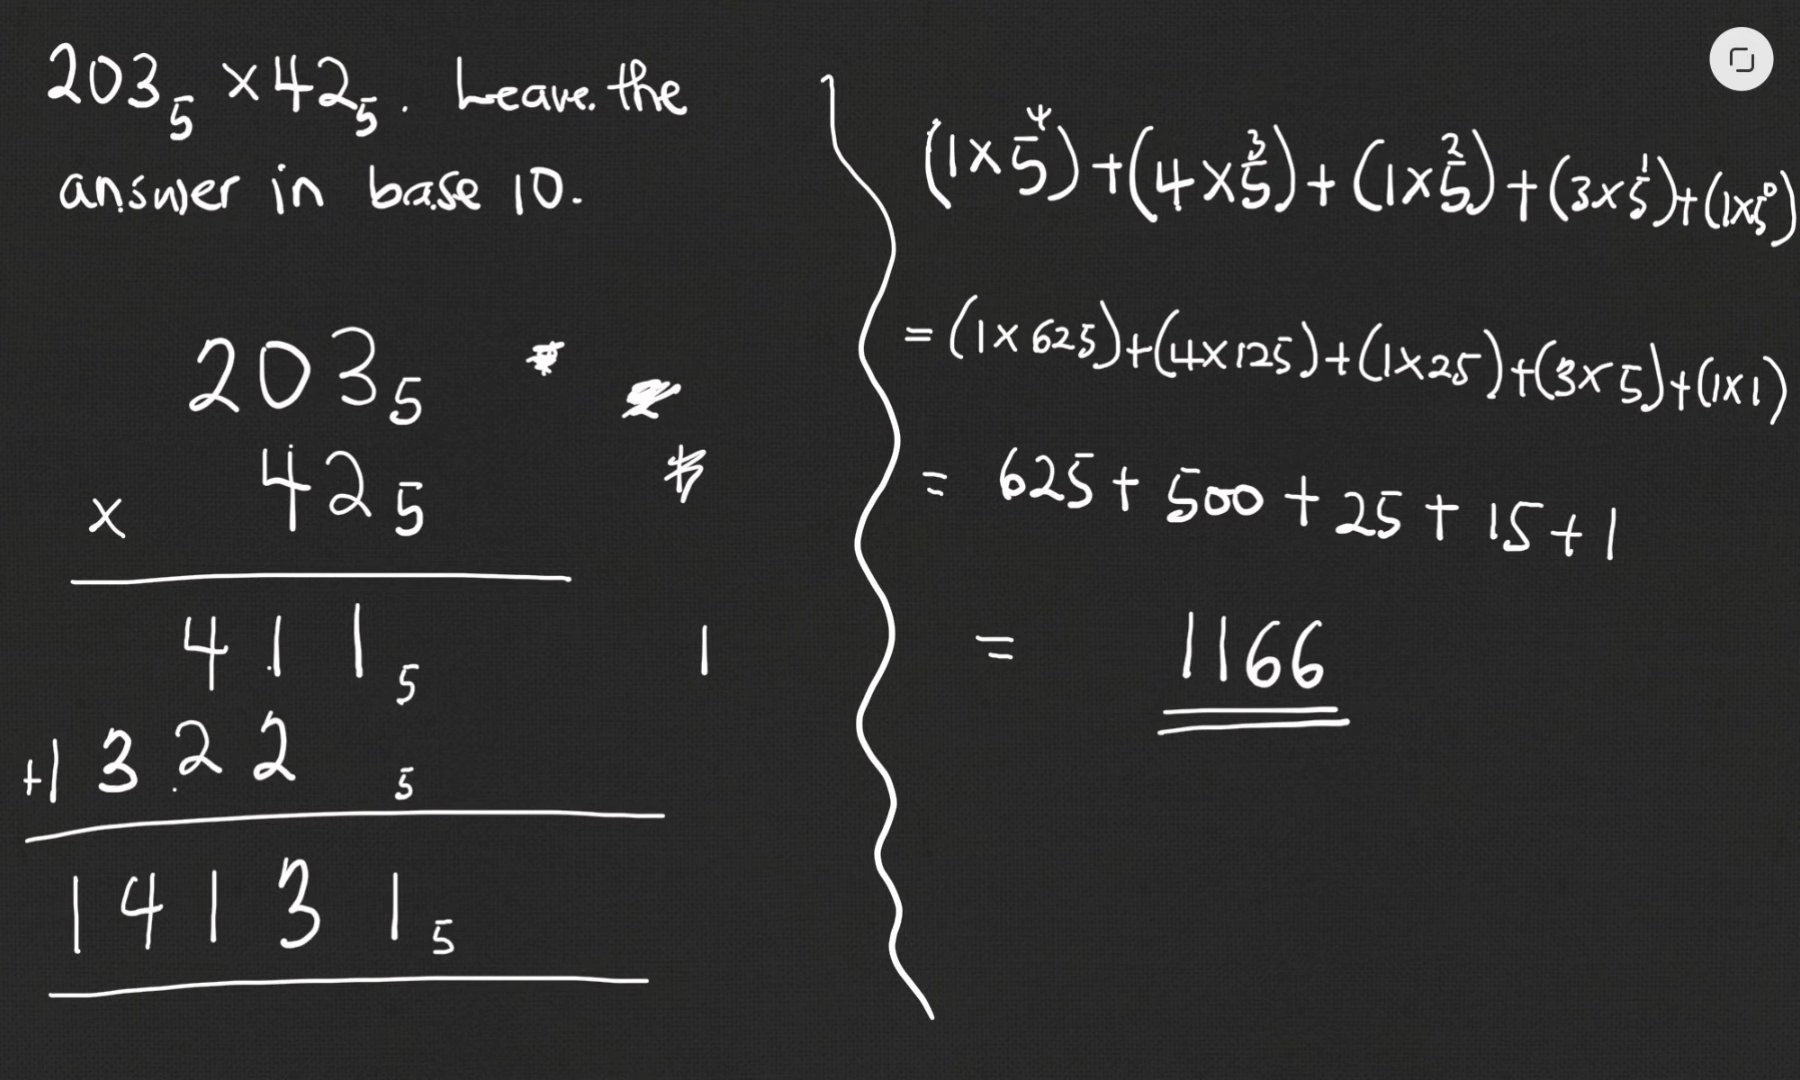 203₅ × 42₅. Leave the
answer in base 10.
203₅
× 42₅
411₅ 1
+1322 ₅
14131₅
(1×5⁴)+(4×5³)+(1×5²)+(3×5¹)+(1×5⁰)
= (1×625)+(4×125)+(1×25)+(3×5)+(1×1)
= 625 + 500 + 25 + 15 + 1
= 1166